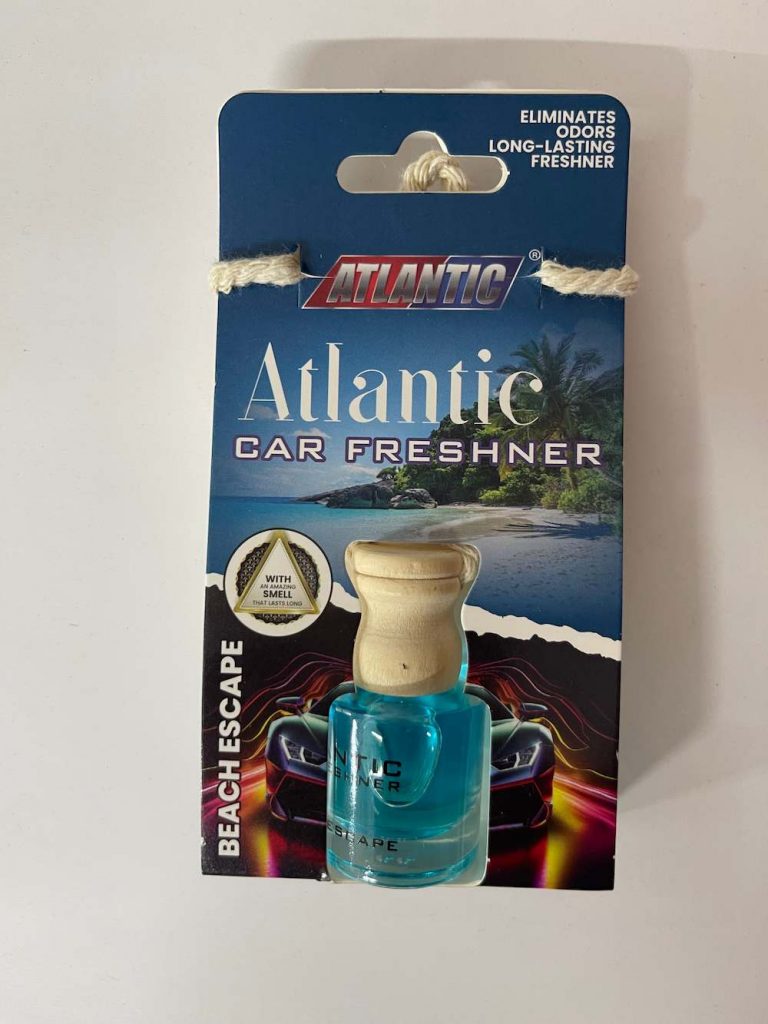 ELIMINATES
ODORS
LONG-LASTING
FRESHNER
ATLANTIC®
Atlantic
CAR FRESHNER
WITH
AN AMAZING
SMELL
THAT LASTS LONG
BEACH ESCAPE
NTIC
SHNER
ESCAPE